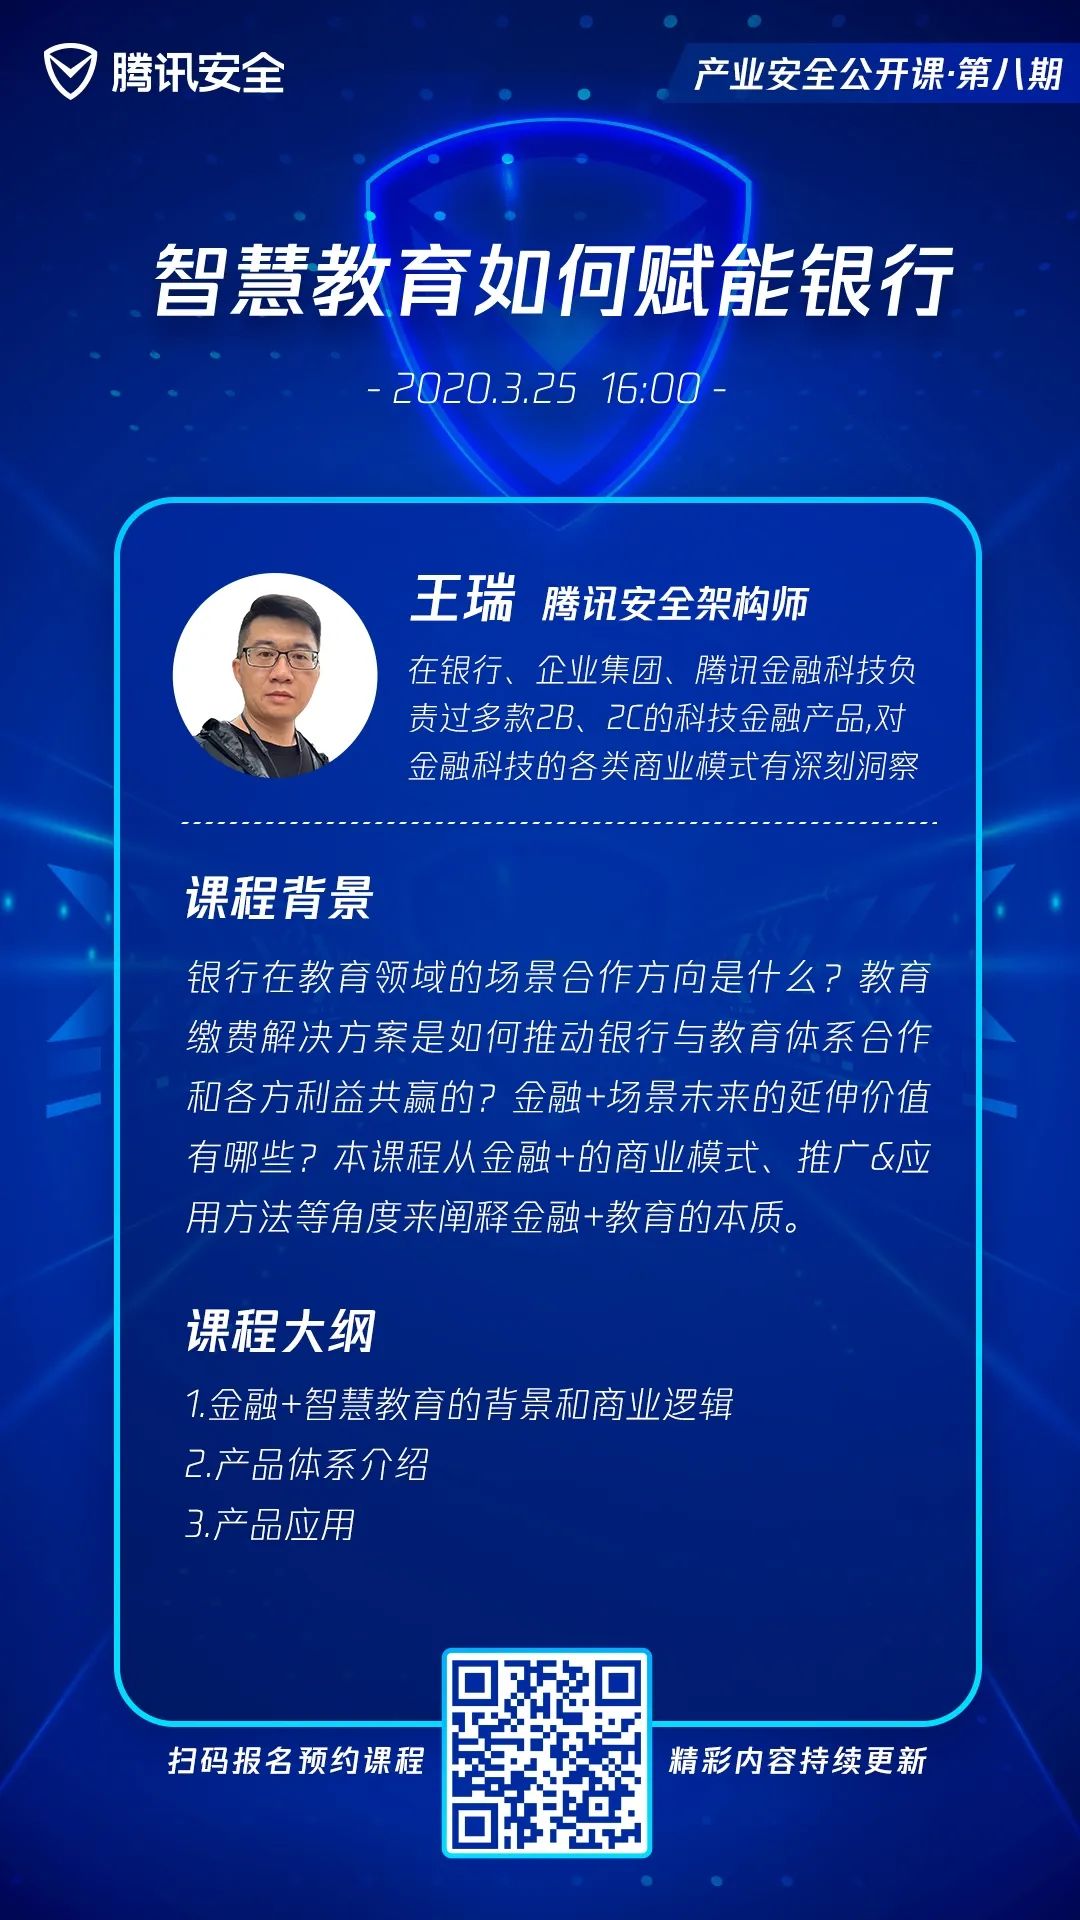 腾讯安全
产业安全公开课·第八期
智慧教育如何赋能银行
- 2020.3.25 16:00 -
王瑞 腾讯安全架构师
在银行、企业集团、腾讯金融科技负
责过多款2B、2C的科技金融产品,对
金融科技的各类商业模式有深刻洞察
课程背景
银行在教育领域的场景合作方向是什么？教育
缴费解决方案是如何推动银行与教育体系合作
和各方利益共赢的？金融+场景未来的延伸价值
有哪些？本课程从金融+的商业模式、推广&应
用方法等角度来阐释金融+教育的本质。
课程大纲
1.金融+智慧教育的背景和商业逻辑
2.产品体系介绍
3.产品应用
扫码报名预约课程
精彩内容持续更新